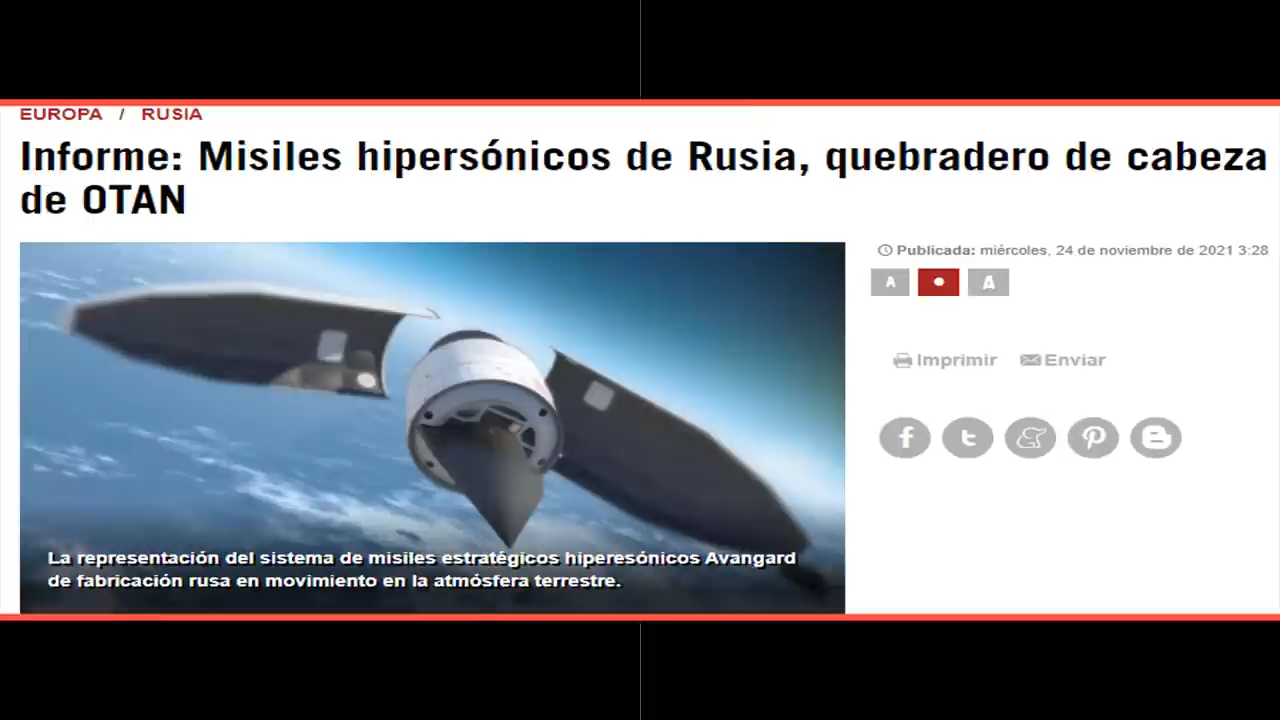 EUROPA / RUSIA
Informe: Misiles hipersónicos de Rusia, quebradero de cabeza
de OTAN
Publicada: miércoles, 24 de noviembre de 2021 3:28
A A
Imprimir Enviar
La representación del sistema de misiles estratégicos hiperesónicos Avangard
de fabricación rusa en movimiento en la atmósfera terrestre.